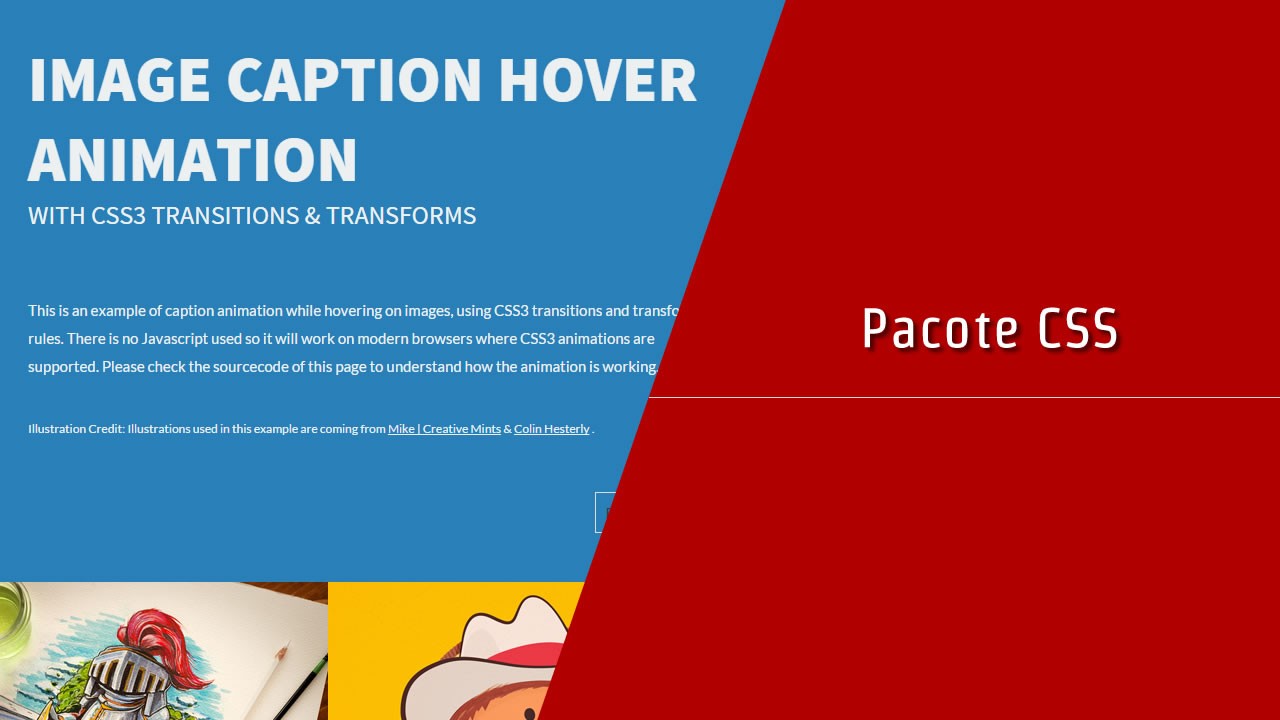 IMAGE CAPTION HOVER
ANIMATION
WITH CSS3 TRANSITIONS & TRANSFORMS
This is an example of caption animation while hovering on images, using CSS3 transitions and transfo
rules. There is no Javascript used so it will work on modern browsers where CSS3 animations are
supported. Please check the sourcecode of this page to understand how the animation is working.
Illustration Credit: Illustrations used in this example are coming from Mike | Creative Mints & Colin Hesterly .
Pacote CSS